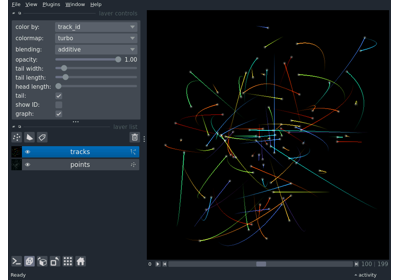 File View Plugins Window Help
layer controls
color by: track_id
colormap: turbo
blending: additive
opacity: 1.00
tail width:
tail length:
head length:
tail:
show ID:
graph:
layer list
tracks
points
100 | 199
Ready
activity